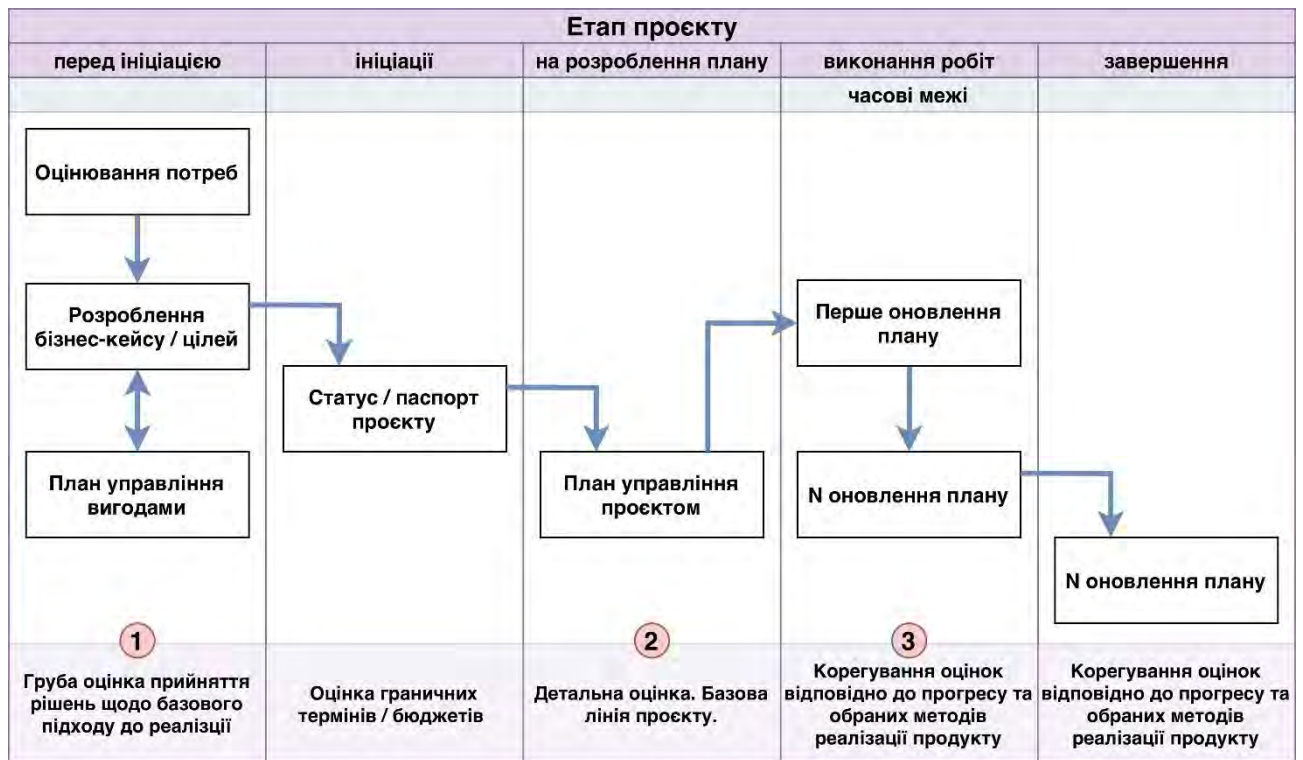 Етап проєкту
перед ініціацією
ініціації
на розроблення плану
виконання робіт
завершення
часові межі
Оцінювання потреб
Розроблення
бізнес-кейсу / цілей
План управління
вигодами
Статус / паспорт
проєкту
План управління
проєктом
Перше оновлення
плану
N оновлення плану
N оновлення плану
1
2
3
Груба оцінка прийняття
рішень щодо базового
підходу до реалізації
Оцінка граничних
термінів / бюджетів
Детальна оцінка. Базова
лінія проєкту.
Корегування оцінок
відповідно до прогресу та
обраних методів
реалізації продукту
Корегування оцінок
відповідно до прогресу та
обраних методів
реалізації продукту